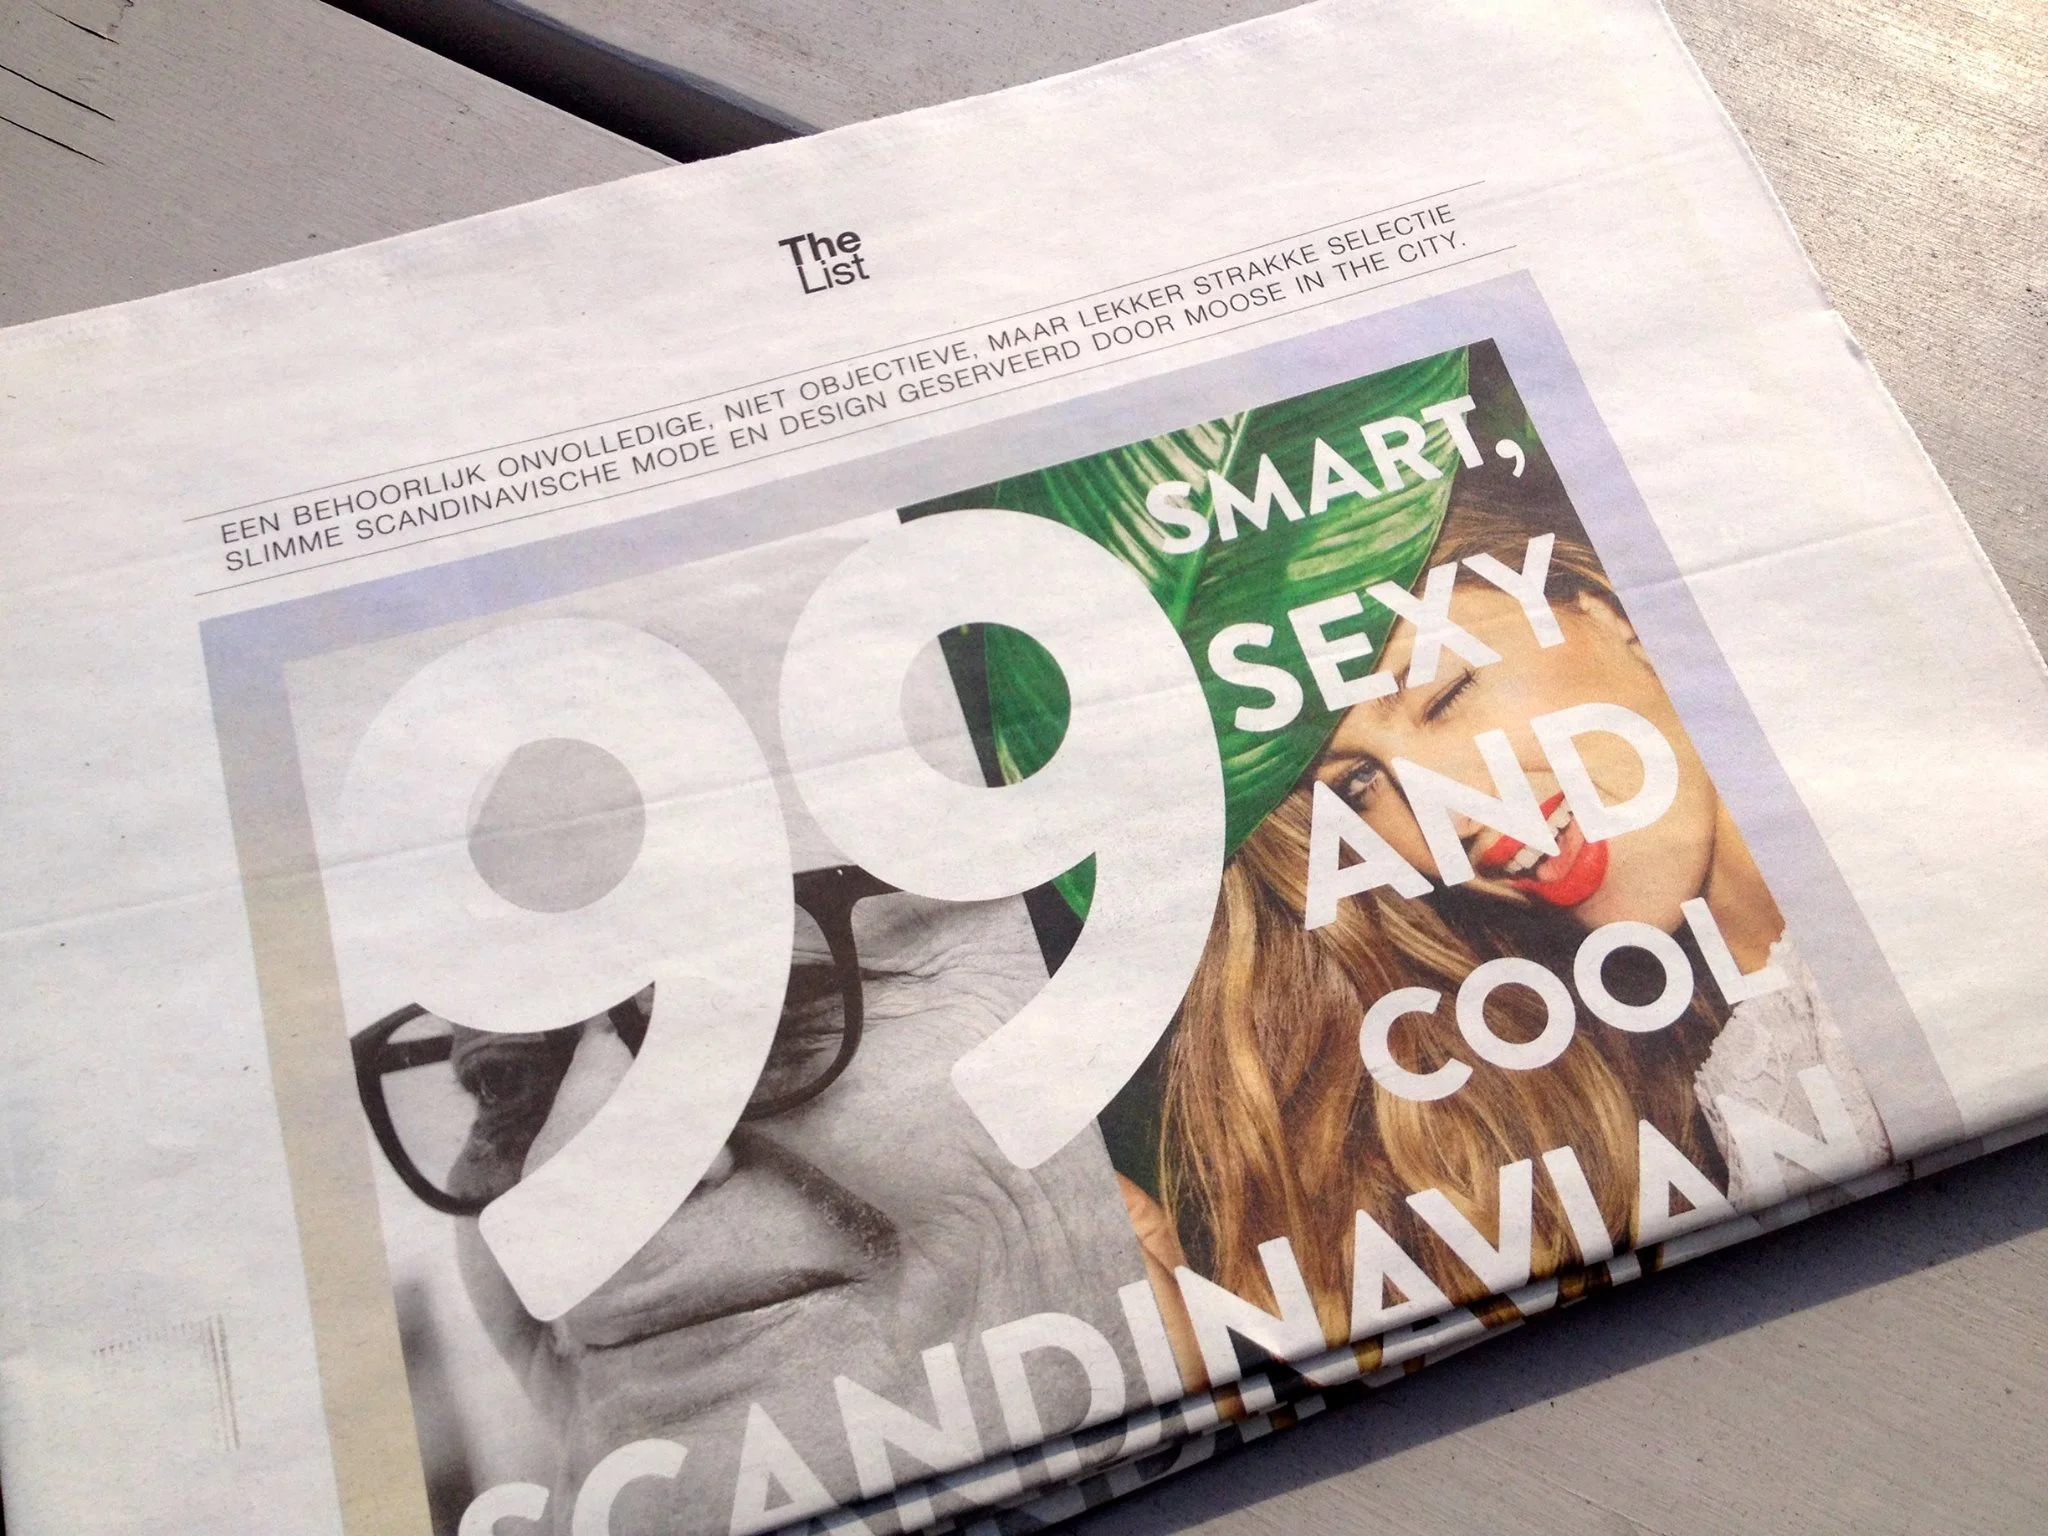 The
List
EEN BEHOORLIJK ONVOLLEDIGE, NIET OBJECTIEVE, MAAR LEKKER STRAKKE SELECTIE
SLIMME SCANDINAVISCHE MODE EN DESIGN GESERVEERD DOOR MOOSE IN THE CITY.
99
SMART,
SEXY
AND
COOL
SCANDINAVIAN